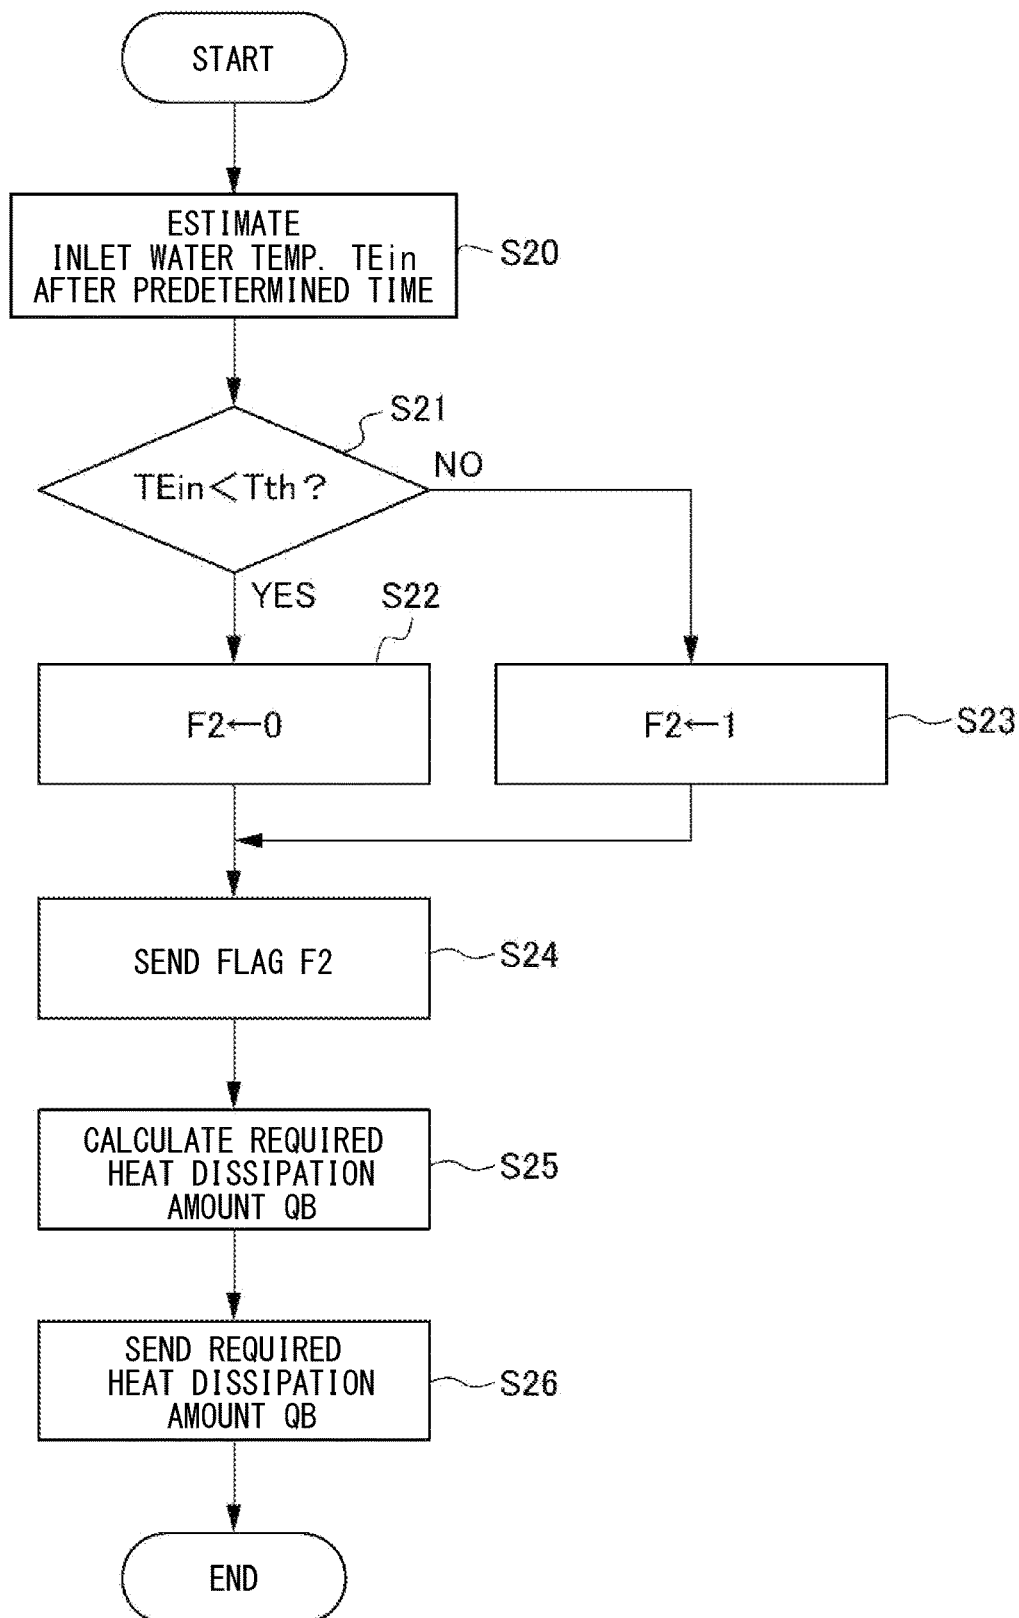 START
ESTIMATE
INLET WATER TEMP. TEin
AFTER PREDETERMINED TIME
S20
S21
TEin<Tth?
NO
YES
S22
F2←0
F2←1
S23
SEND FLAG F2
S24
CALCULATE REQUIRED
HEAT DISSIPATION
AMOUNT QB
S25
SEND REQUIRED
HEAT DISSIPATION
AMOUNT QB
S26
END